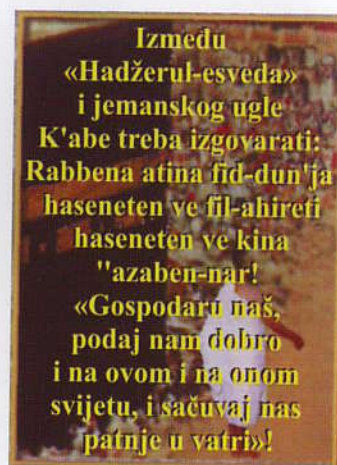 Između
«Hadžerul-esveda»
i jemanskog ugle
K'abe treba izgovarati:
Rabbena atina fid-dun'ja
haseneten ve fil-ahireti
haseneten ve kina
"azaben-nar!
«Gospodaru naš,
podaj nam dobro
i na ovom i na onom
svijetu, i sačuvaj nas
patnje u vatri»!